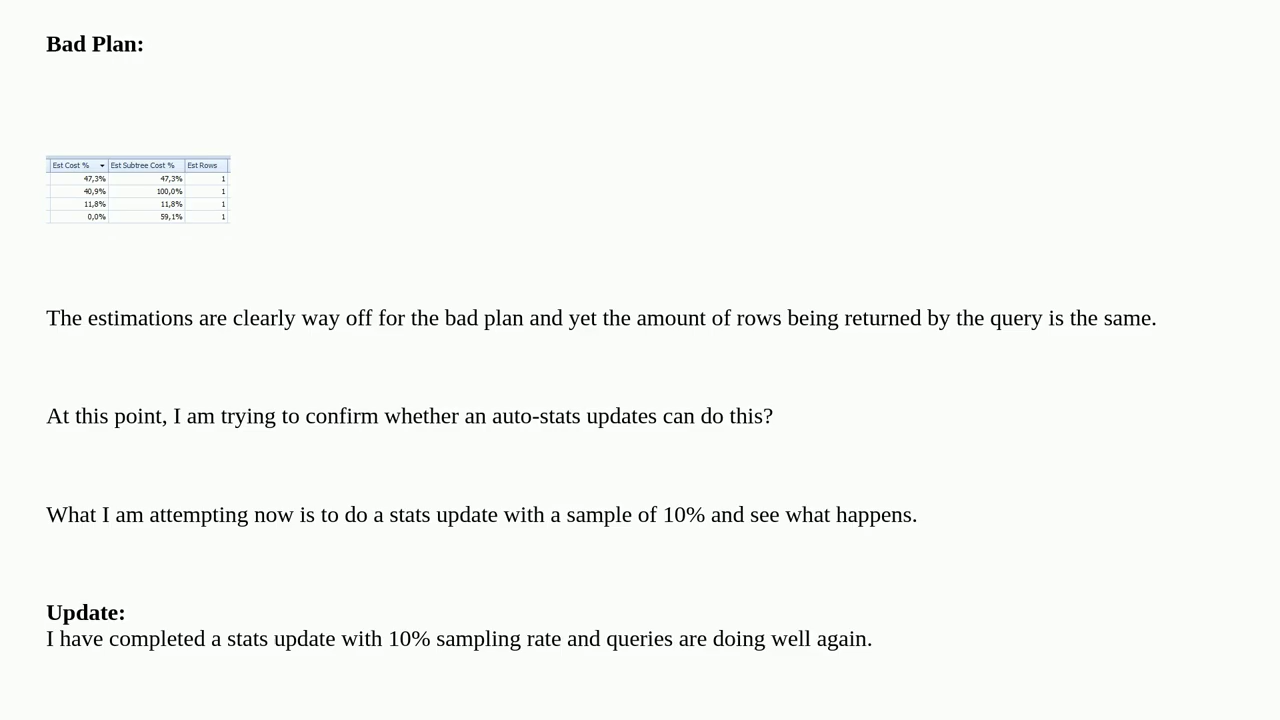 Bad Plan:
Est Cost % Est Subtree Cost % Est Rows
47,3% 47,3% 1
40,9% 100,0% 1
11,8% 11,8% 1
0,0% 59,1% 1
The estimations are clearly way off for the bad plan and yet the amount of rows being returned by the query is the same.
At this point, I am trying to confirm whether an auto-stats updates can do this?
What I am attempting now is to do a stats update with a sample of 10% and see what happens.
Update:
I have completed a stats update with 10% sampling rate and queries are doing well again.